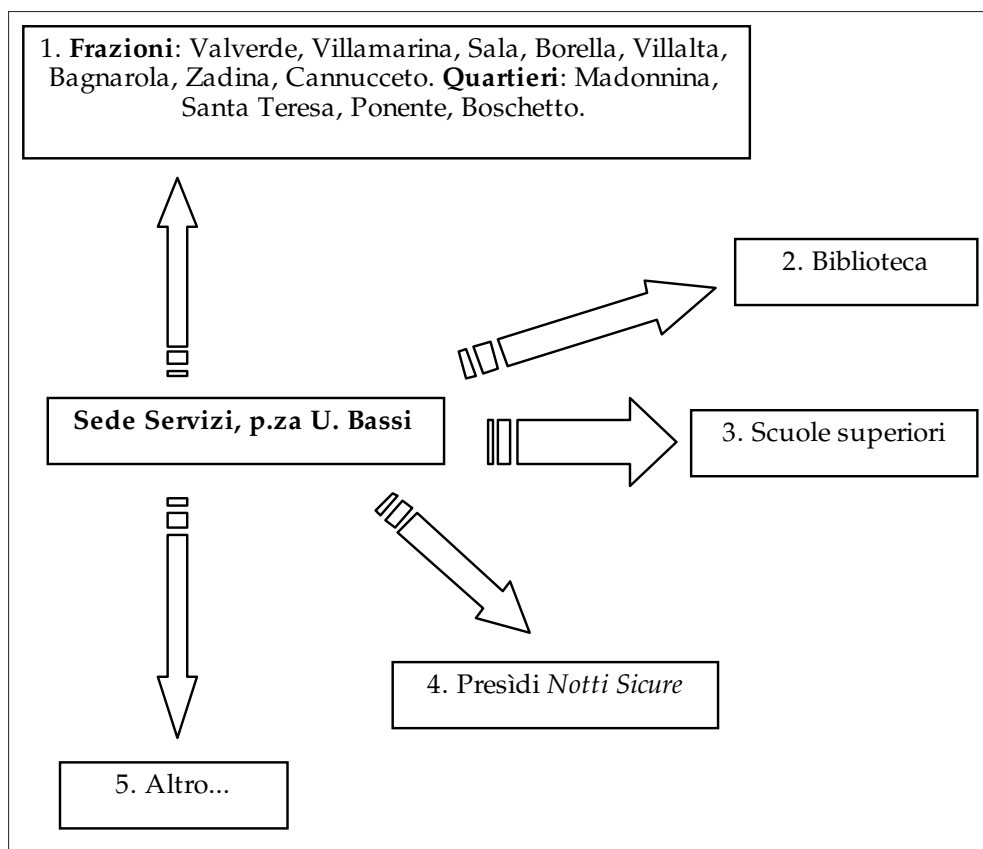 1. Frazioni: Valverde, Villamarina, Sala, Borella, Villalta,
Bagnarola, Zadina, Cannucceto. Quartieri: Madonnina,
Santa Teresa, Ponente, Boschetto.
2. Biblioteca
Sede Servizi, p.za U. Bassi
3. Scuole superiori
4. Presìdi Notti Sicure
5. Altro...